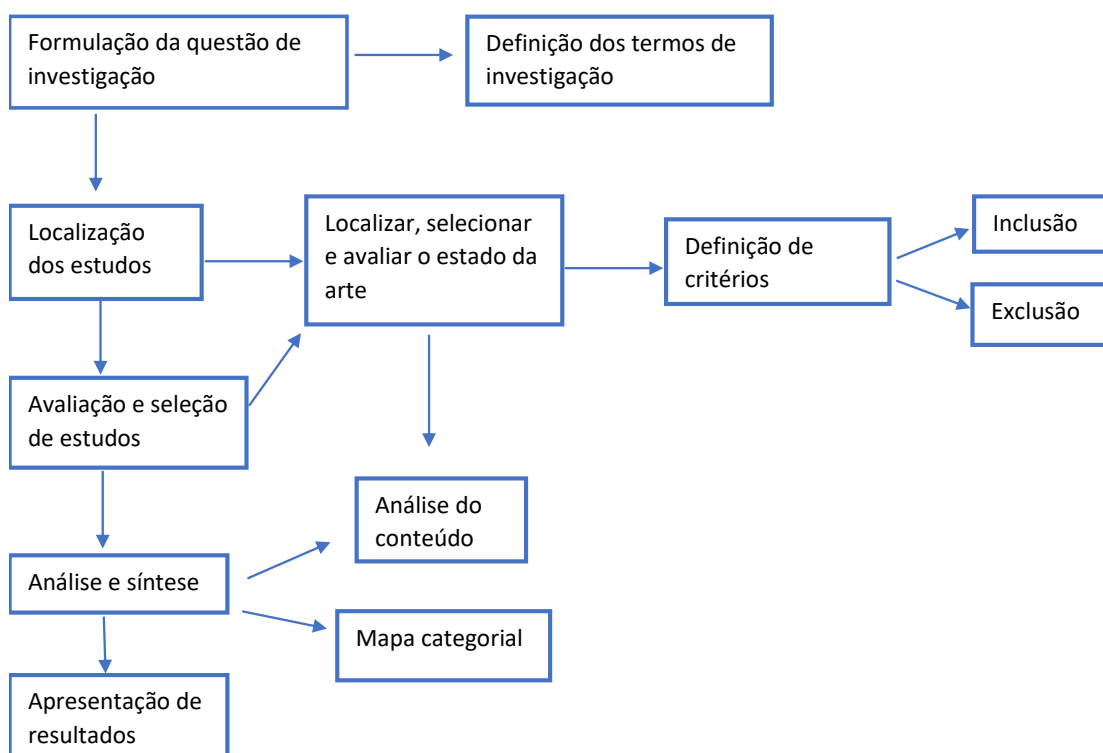 Formulação da questão de
investigação
Definição dos termos de
investigação
Localização
dos estudos
Localizar, selecionar
e avaliar o estado da
arte
Definição de
critérios
Inclusão
Exclusão
Avaliação e seleção
de estudos
Análise do
conteúdo
Análise e síntese
Mapa categorial
Apresentação de
resultados